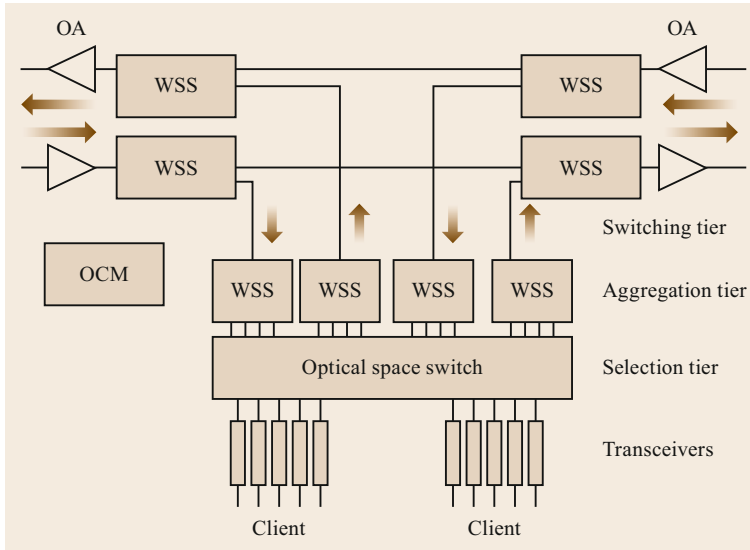 OA
OA
WSS
WSS
WSS
WSS
Switching tier
OCM
WSS
WSS
WSS
WSS
Aggregation tier
Optical space switch
Selection tier
Transceivers
Client
Client